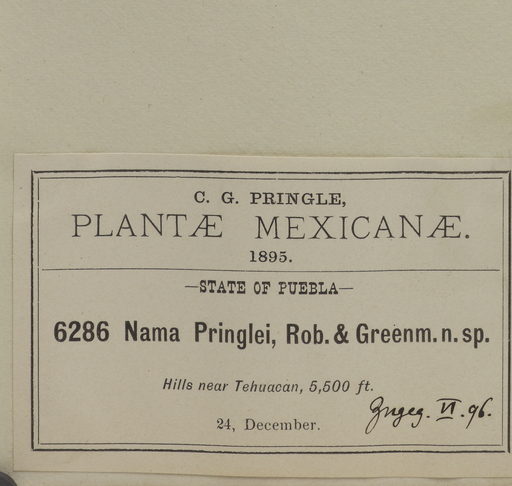 C. G. PRINGLE,
PLANTÆ MEXICANÆ.
1895.
—STATE OF PUEBLA—
6286 Nama Pringlei, Rob. & Greenm. n. sp.
Hills near Tehuacan, 5,500 ft.
24, December.
Zugeg. VI. 96.